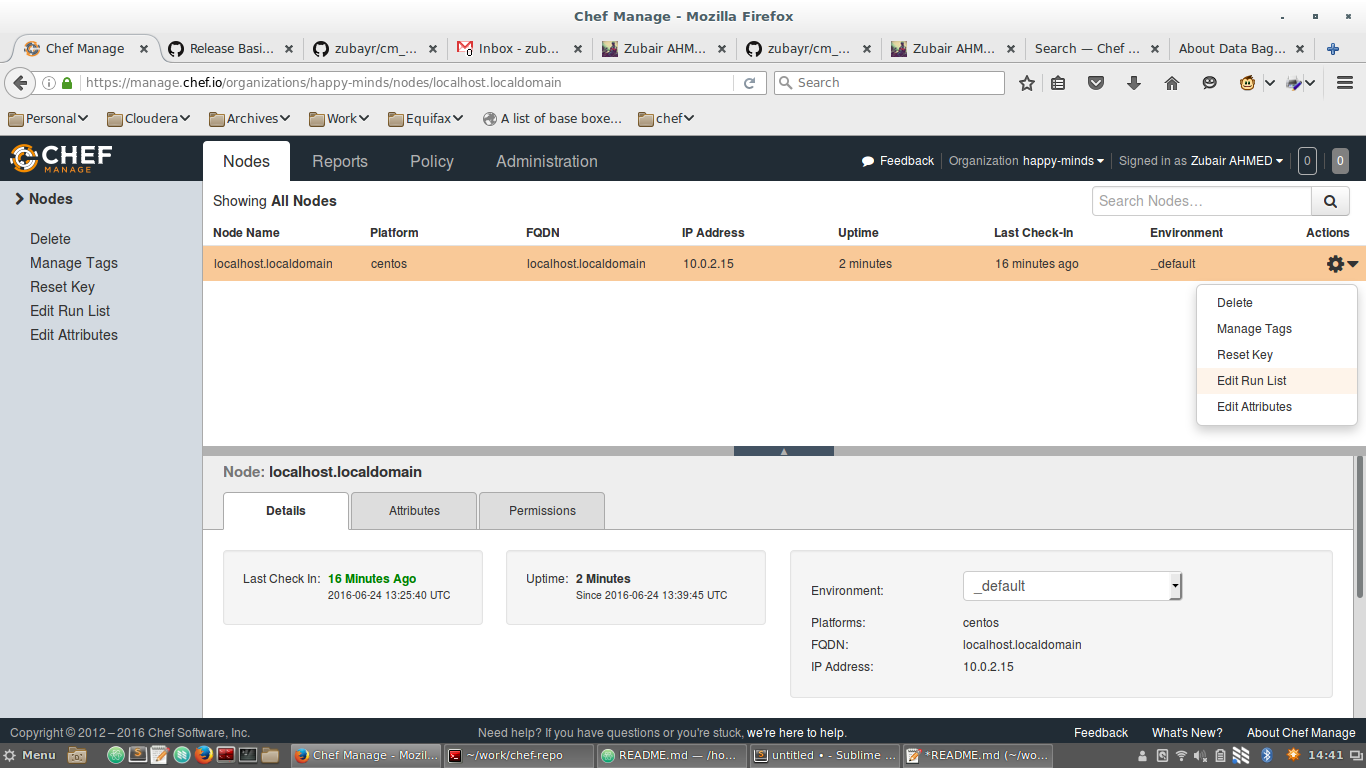 Chef Manage - Mozilla Firefox
Chef Manage × Release Basi... × zubayr/cm_... × Inbox - zub... × Zubair AHM... × zubayr/cm_... × Zubair AHM... × Search — Chef ... × About Data Bag... ×
https://manage.chef.io/organizations/happy-minds/nodes/localhost.localdomain Search
Personal Cloudera Archives Work Equifax A list of base boxe... chef
CHEF MANAGE Nodes Reports Policy Administration Feedback Organization happy-minds Signed in as Zubair AHMED 0 0
Nodes
Delete
Manage Tags
Reset Key
Edit Run List
Edit Attributes
Showing All Nodes Search Nodes...
Node Name Platform FQDN IP Address Uptime Last Check-In Environment Actions
localhost.localdomain centos localhost.localdomain 10.0.2.15 2 minutes 16 minutes ago _default
Delete
Manage Tags
Reset Key
Edit Run List
Edit Attributes
Node: localhost.localdomain
Details Attributes Permissions
Last Check In: 16 Minutes Ago
2016-06-24 13:25:40 UTC
Uptime: 2 Minutes
Since 2016-06-24 13:39:45 UTC
Environment: _default
Platforms: centos
FQDN: localhost.localdomain
IP Address: 10.0.2.15
Copyright © 2012 – 2016 Chef Software, Inc. Need help? If you have questions or you're stuck, we're here to help. Feedback What's New? About Chef Manage
Menu Chef Manage - Mozil... ~/work/chef-repo README.md — /ho... untitled • - Sublime ... *README.md (~/wo... 14:41